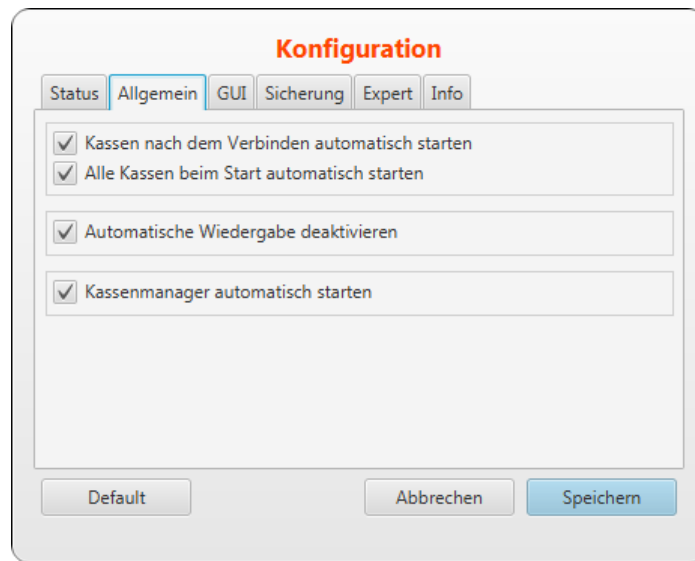 Konfiguration
Status Allgemein GUI Sicherung Expert Info
Kassen nach dem Verbinden automatisch starten
Alle Kassen beim Start automatisch starten
Automatische Wiedergabe deaktivieren
Kassenmanager automatisch starten
Default Abbrechen Speichern